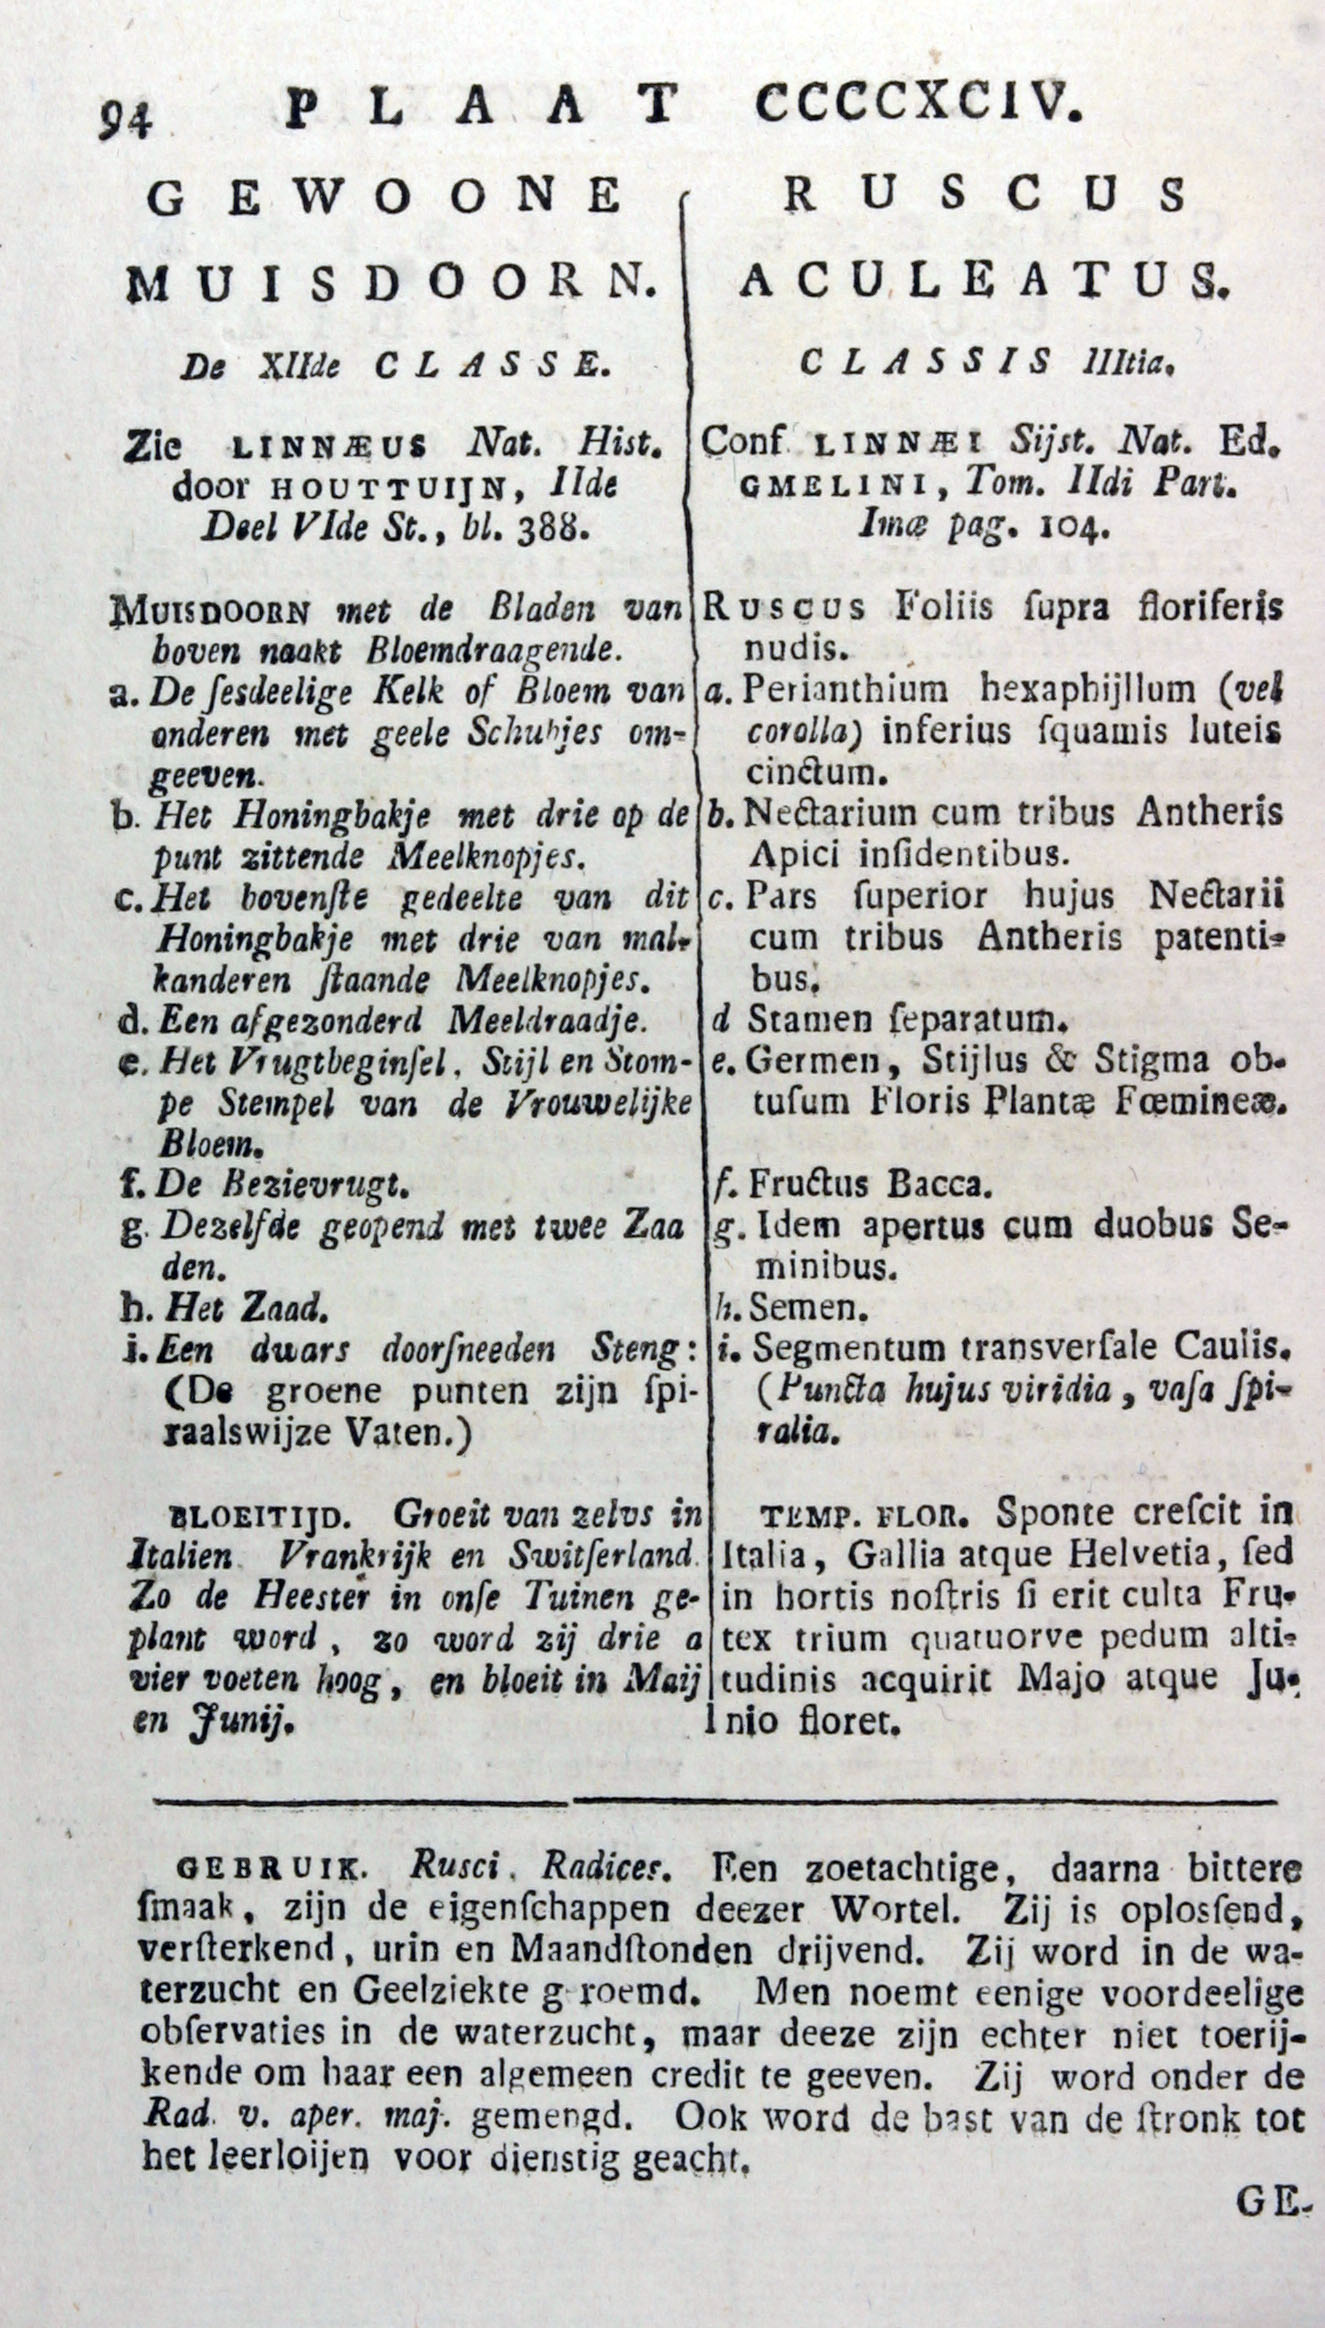 94 PLAAT CCCCXCIV.
GEWOONE
MUISDOORN.
De XIIde CLASSE.
Zie LINNÆUS Nat. Hist.
door HOUTTUIJN, IIde
Deel VIde St., bl. 388.
MUISDOORN met de Bladen van
boven naakt Bloemdraagende.
a. De ſesdeelige Kelk of Bloem van
onderen met geele Schubjes om-
geeven.
b. Het Honingbakje met drie op de
punt zittende Meelknopjes.
c. Het bovenſte gedeelte van dit
Honingbakje met drie van mal-
kanderen ſtaande Meelknopjes.
d. Een afgezonderd Meeldraadje.
e. Het Vrugtbeginſel, Stijl en Stom-
pe Stempel van de Vrouwelijke
Bloem.
f. De Bezievrugt.
g. Dezelfde geopend met twee Zaa
den.
h. Het Zaad.
i. Een dwars doorſneeden Steng:
(De groene punten zijn ſpi-
raalswijze Vaten.)
BLOEITIJD. Groeit van zelvs in
Italien Vrankrijk en Switſerland.
Zo de Heester in onſe Tuinen ge-
plant word, zo word zij drie a
vier voeten hoog, en bloeit in Maij
en Junij.
RUSCUS
ACULEATUS.
CLASSIS IIItia.
Conf LINNÆI Sijst. Nat. Ed.
GMELINI, Tom. IIdi Part.
Imæ pag. 104.
RUSCUS Foliis ſupra floriferis
nudis.
a. Perianthium hexaphijllum (vel
corolla) inferius ſquamis luteis
cinctum.
b. Nectarium cum tribus Antheris
Apici inſidentibus.
c. Pars ſuperior hujus Nectarii
cum tribus Antheris patenti-
bus.
d Stamen ſeparatum.
e. Germen, Stijlus & Stigma ob-
tuſum Floris Plantæ Fœmineæ.
f. Fructus Bacca.
g. Idem apertus cum duobus Se-
minibus.
h. Semen.
i. Segmentum transverſale Caulis.
(Puncta hujus viridia, vaſa ſpi-
ralia.
TEMP. FLOR. Sponte creſcit in
Italia, Gallia atque Helvetia, ſed
in hortis noſtris ſi erit culta Fru-
tex trium quatuorve pedum alti-
tudinis acquirit Majo atque Ju-
nio floret.
GEBRUIK. Rusci. Radices. Een zoetachtige, daarna bittere
ſmaak, zijn de eigenſchappen deezer Wortel. Zij is oplosſend,
verſterkend, urin en Maandſtonden drijvend. Zij word in de wa-
terzucht en Geelziekte g roemd. Men noemt eenige voordeelige
obſervaties in de waterzucht, maar deeze zijn echter niet toerij-
kende om haar een algemeen credit te geeven. Zij word onder de
Rad. v. aper. maj. gemengd. Ook word de bast van de ſtronk tot
het leerloijen voor dienstig geacht.
GE-